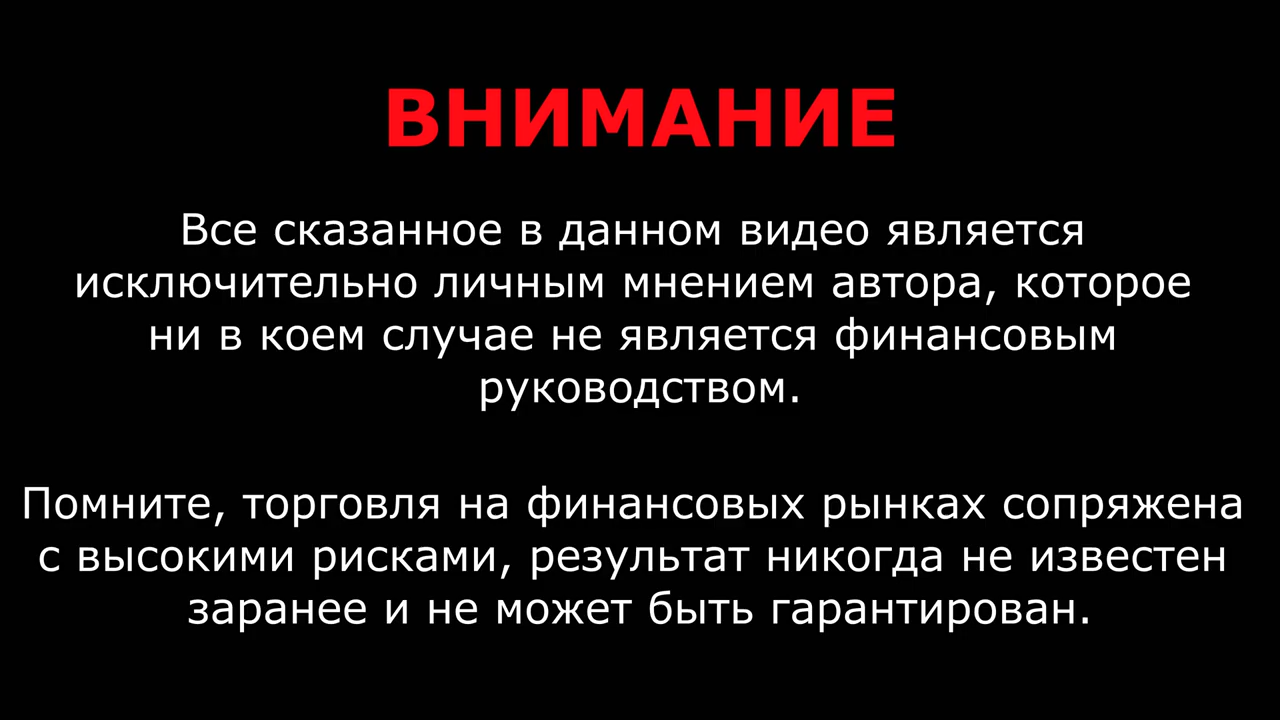 ВНИМАНИЕ
Все сказанное в данном видео является
исключительно личным мнением автора, которое
ни в коем случае не является финансовым
руководством.
Помните, торговля на финансовых рынках сопряжена
с высокими рисками, результат никогда не известен
заранее и не может быть гарантирован.